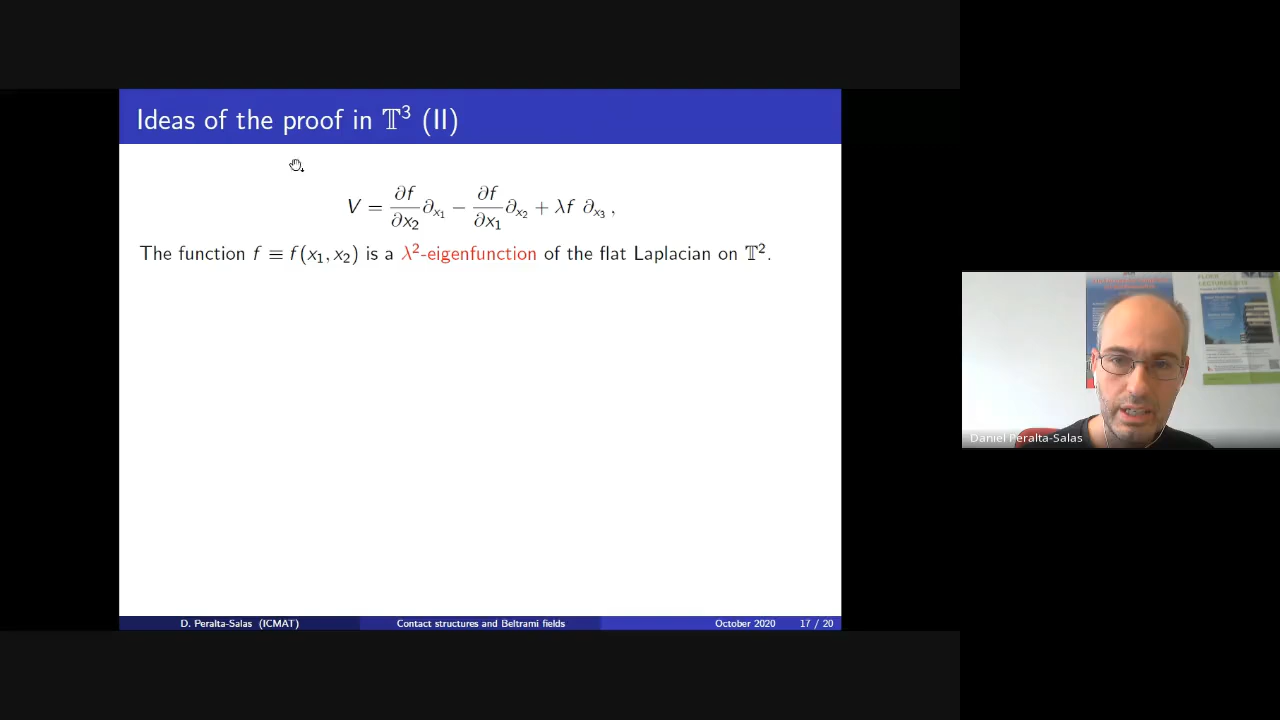 Ideas of the proof in 𝕋³ (II)
V = ∂f/∂x₂ ∂ₓ₁ − ∂f/∂x₁ ∂ₓ₂ + λf ∂ₓ₃ ,
The function f ≡ f(x₁, x₂) is a λ²-eigenfunction of the flat Laplacian on 𝕋².
D. Peralta-Salas (ICMAT) Contact structures and Beltrami fields October 2020 17 / 20
LECTURES
Daniel Peralta-Salas